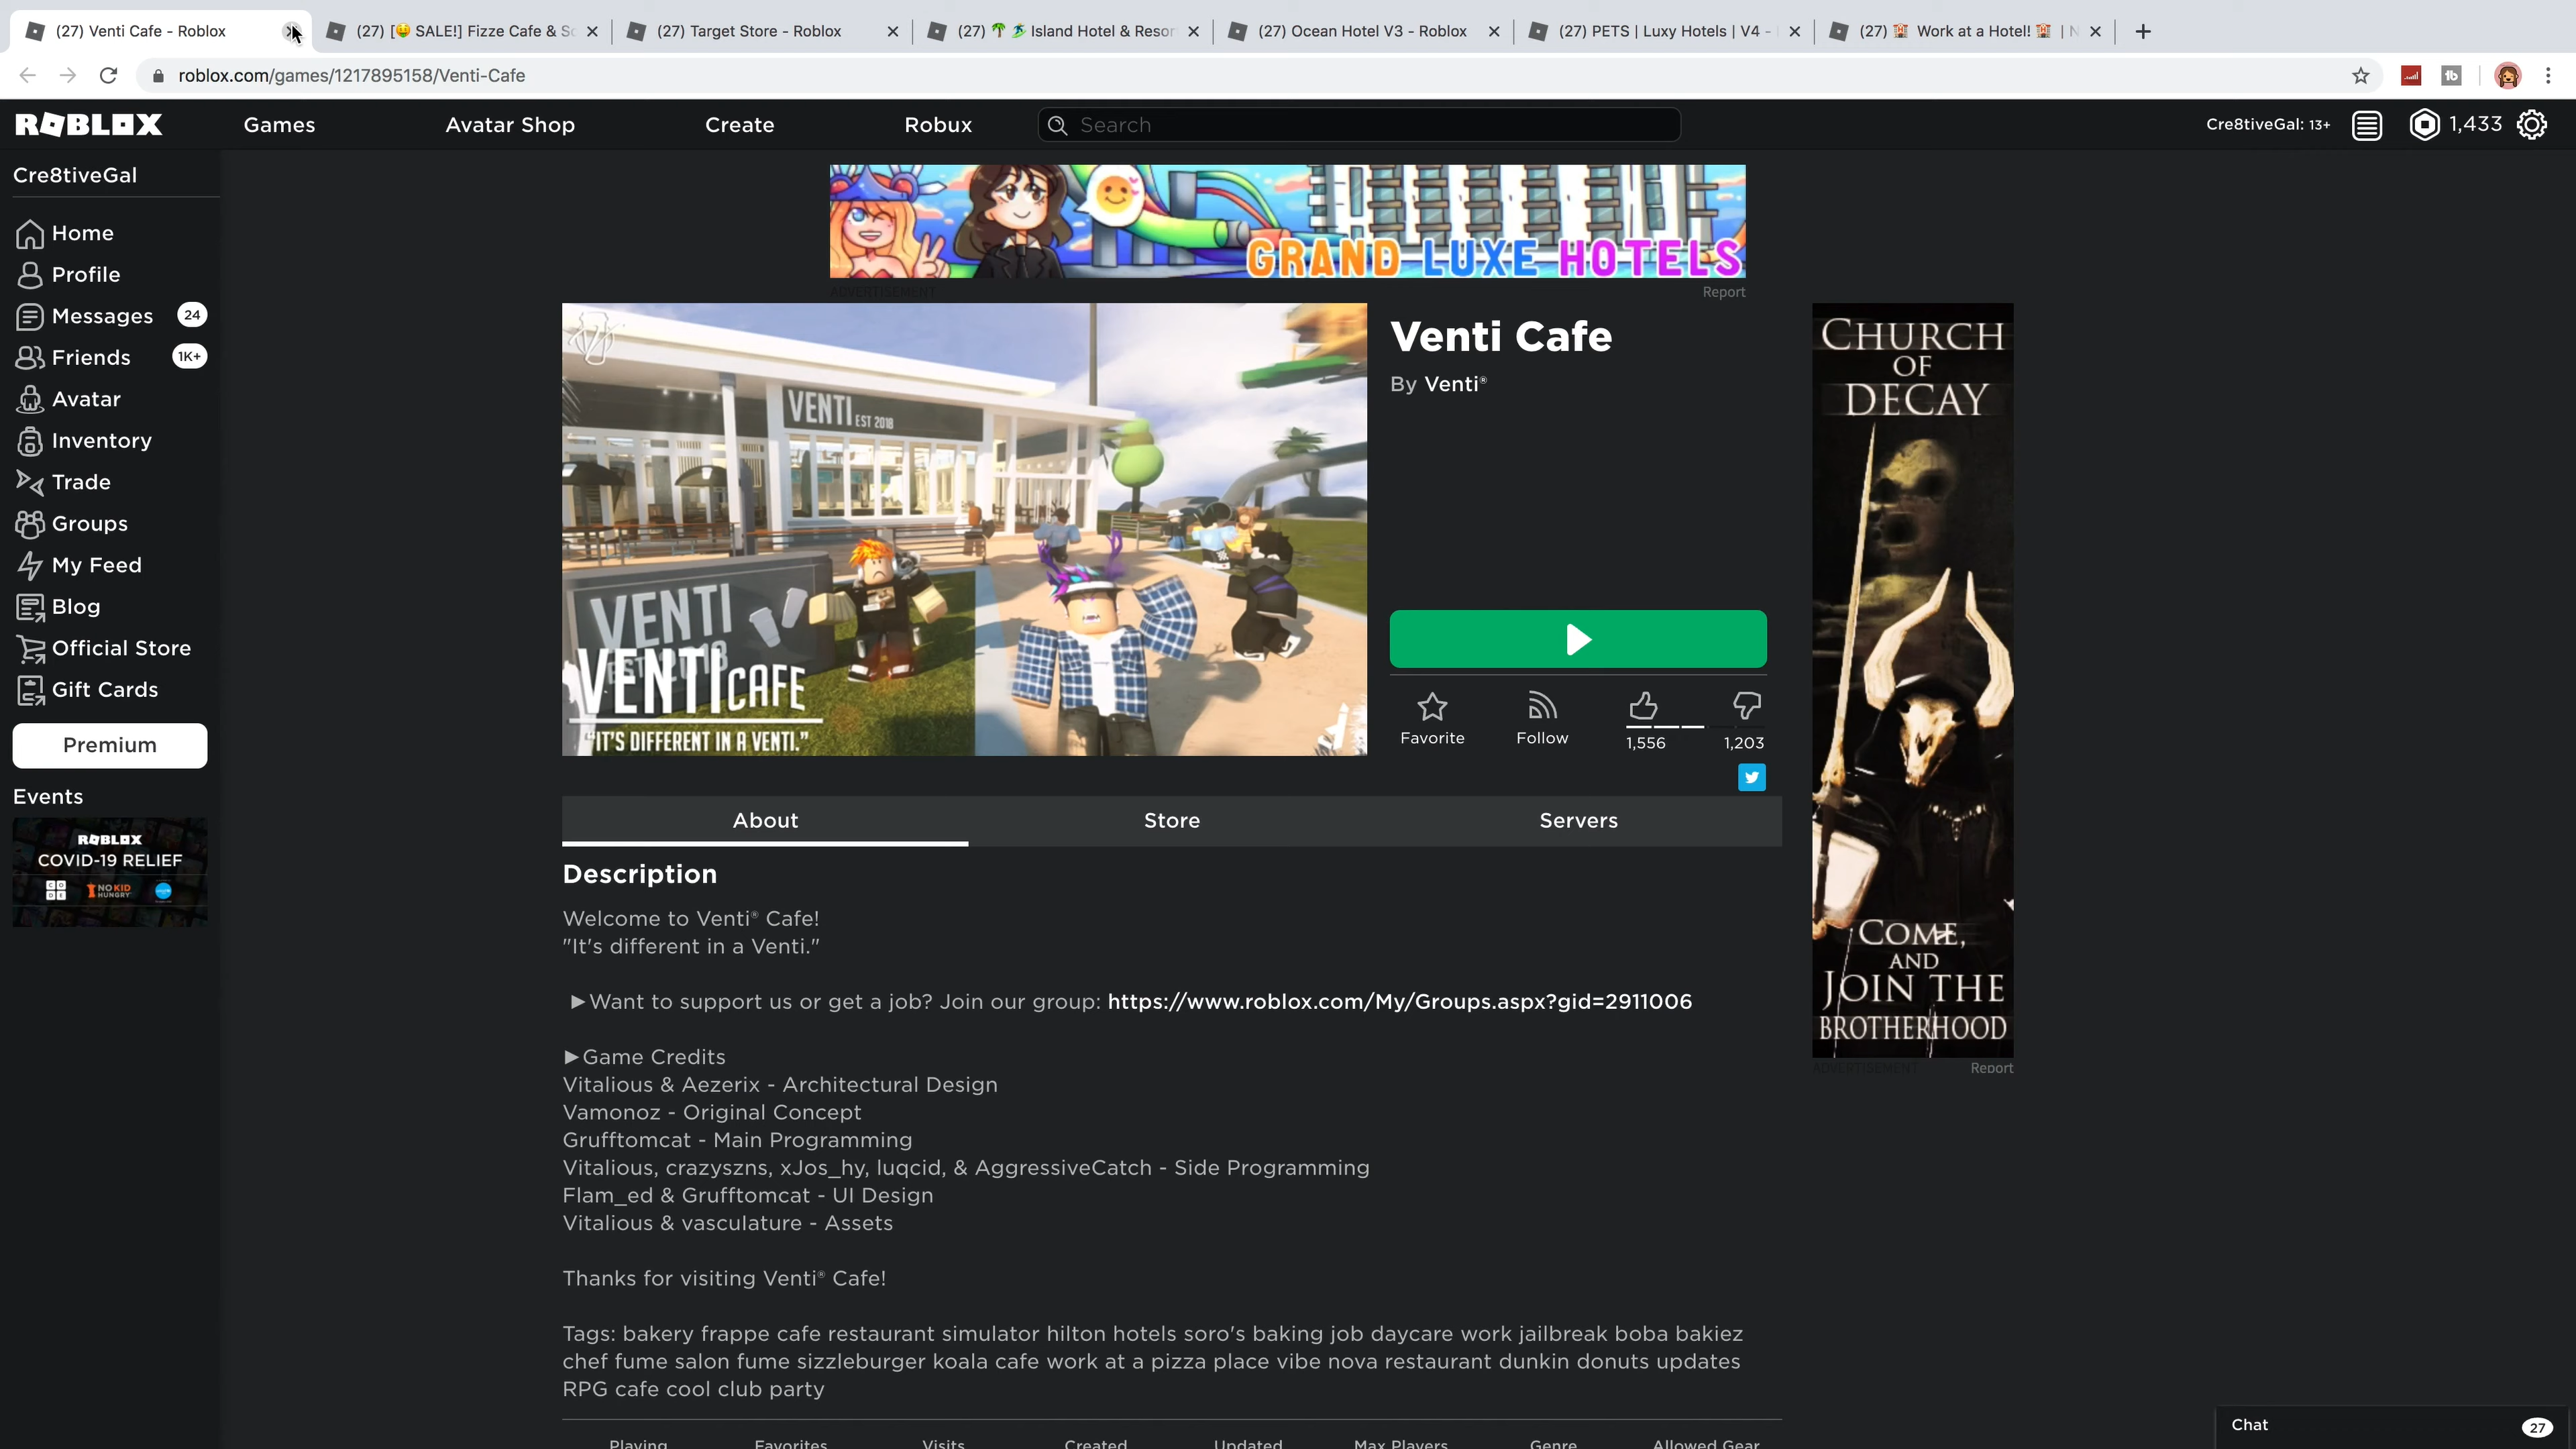 (27) Venti Cafe - Roblox
(27) [🤑 SALE!] Fizze Cafe & Sc
(27) Target Store - Roblox
(27) 🌴 🏄 Island Hotel & Resor
(27) Ocean Hotel V3 - Roblox
(27) PETS | Luxy Hotels | V4 -
(27) 🏩 Work at a Hotel! 🏩 | N
roblox.com/games/1217895158/Venti-Cafe
ROBLOX
Games
Avatar Shop
Create
Robux
Search
Cre8tiveGal: 13+
1,433
Cre8tiveGal
Home
Profile
Messages 24
Friends 1K+
Avatar
Inventory
Trade
Groups
My Feed
Blog
Official Store
Gift Cards
Premium
Events
ROBLOX
COVID-19 RELIEF
CODE
NO KID
HUNGRY
GRAND LUXE HOTELS
ADVERTISEMENT
Report
VENTI EST 2018
VENTI
EST 2018
VENTI CAFE
"IT'S DIFFERENT IN A VENTI."
Venti Cafe
By Venti®
Favorite
Follow
1,556
1,203
CHURCH
OF
DECAY
COME,
AND
JOIN THE
BROTHERHOOD
ADVERTISEMENT
Report
About
Store
Servers
Description
Welcome to Venti® Cafe!
"It's different in a Venti."
►Want to support us or get a job? Join our group: https://www.roblox.com/My/Groups.aspx?gid=2911006
►Game Credits
Vitalious & Aezerix - Architectural Design
Vamonoz - Original Concept
Grufftomcat - Main Programming
Vitalious, crazyszns, xJos_hy, luqcid, & AggressiveCatch - Side Programming
Flam_ed & Grufftomcat - UI Design
Vitalious & vasculature - Assets
Thanks for visiting Venti® Cafe!
Tags: bakery frappe cafe restaurant simulator hilton hotels soro's baking job daycare work jailbreak boba bakiez
chef fume salon fume sizzleburger koala cafe work at a pizza place vibe nova restaurant dunkin donuts updates
RPG cafe cool club party
Playing
Favorites
Visits
Created
Updated
Max Players
Genre
Allowed Gear
Chat
27